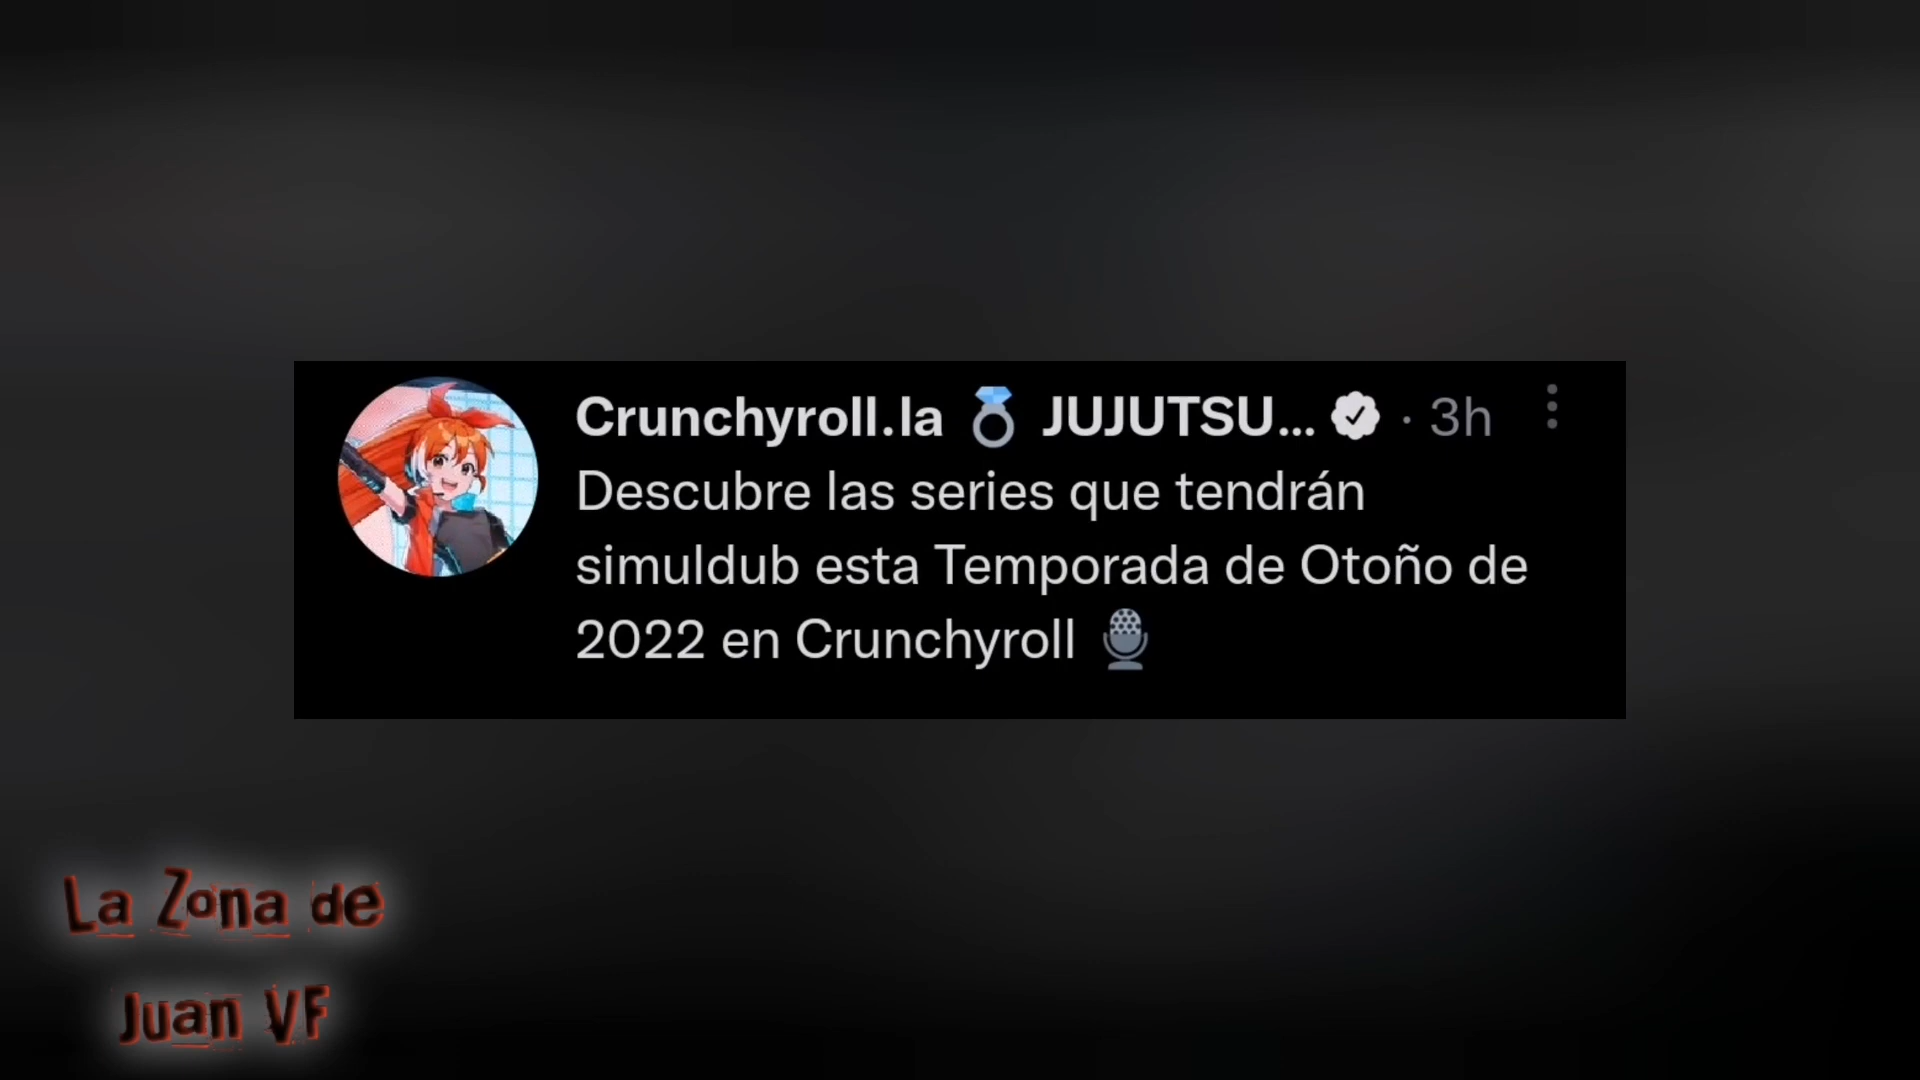 Crunchyroll.la 💍 JUJUTSU... · 3h
Descubre las series que tendrán
simuldub esta Temporada de Otoño de
2022 en Crunchyroll 🎙️
La Zona de
Juan VF